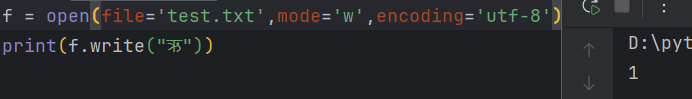 f = open(file='test.txt',mode='w',encoding='utf-8')
print(f.write("ॐ"))
D:\pyt
1